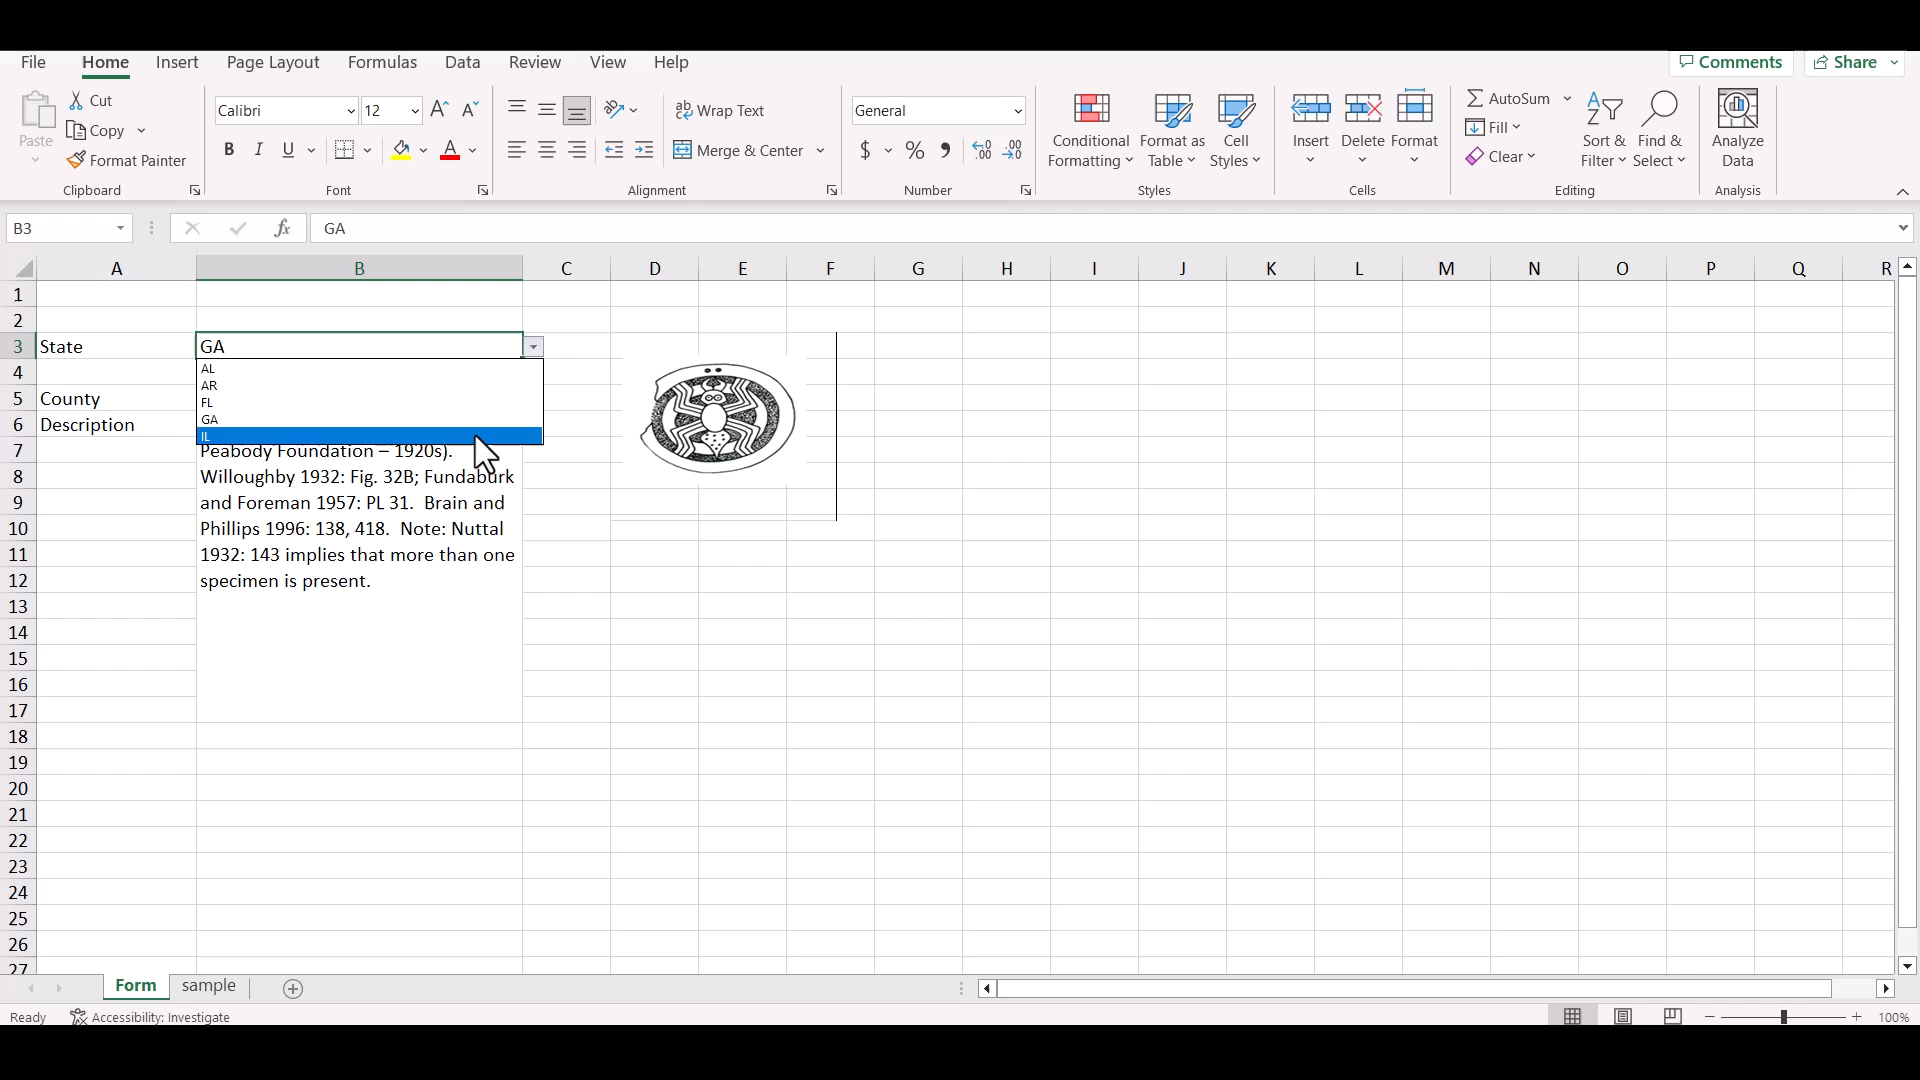 File Home Insert Page Layout Formulas Data Review View Help Comments Share
Paste
Cut
Copy
Format Painter
Clipboard
Calibri 12
B I U A
Font
Wrap Text
Merge & Center
Alignment
General
$ % 9 .00 .00
Number
Conditional Formatting
Format as Table
Cell Styles
Styles
Insert Delete Format
Cells
AutoSum
Fill
Clear
Sort & Filter
Find & Select
Editing
Analyze Data
Analysis
B3 fx GA
A B C D E F G H I J K L M N O P Q R
1
2
3 State GA
AL
AR
FL
GA
IL
4
5 County
6 Description
7 Peabody Foundation – 1920s).
8 Willoughby 1932: Fig. 32B; Fundaburk
9 and Foreman 1957: PL 31. Brain and
10 Phillips 1996: 138, 418. Note: Nuttal
11 1932: 143 implies that more than one
12 specimen is present.
13
14
15
16
17
18
19
20
21
22
23
24
25
26
27
Form sample
Ready Accessibility: Investigate 100%